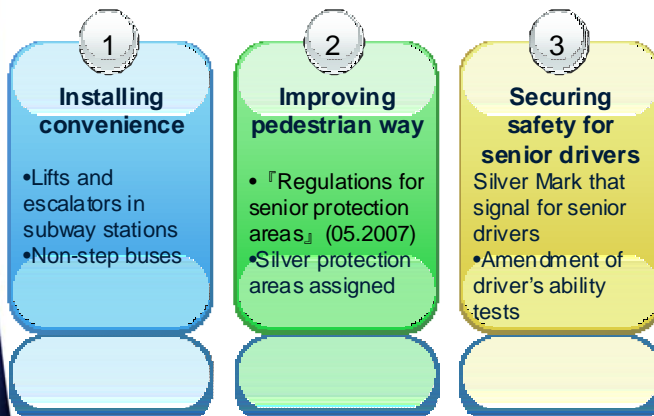 1
Installing
convenience
•Lifts and
escalators in
subway stations
•Non-step buses
2
Improving
pedestrian way
•『Regulations for
senior protection
areas』(05.2007)
•Silver protection
areas assigned
3
Securing
safety for
senior drivers
Silver Mark that
signal for senior
drivers
•Amendment of
driver's ability
tests